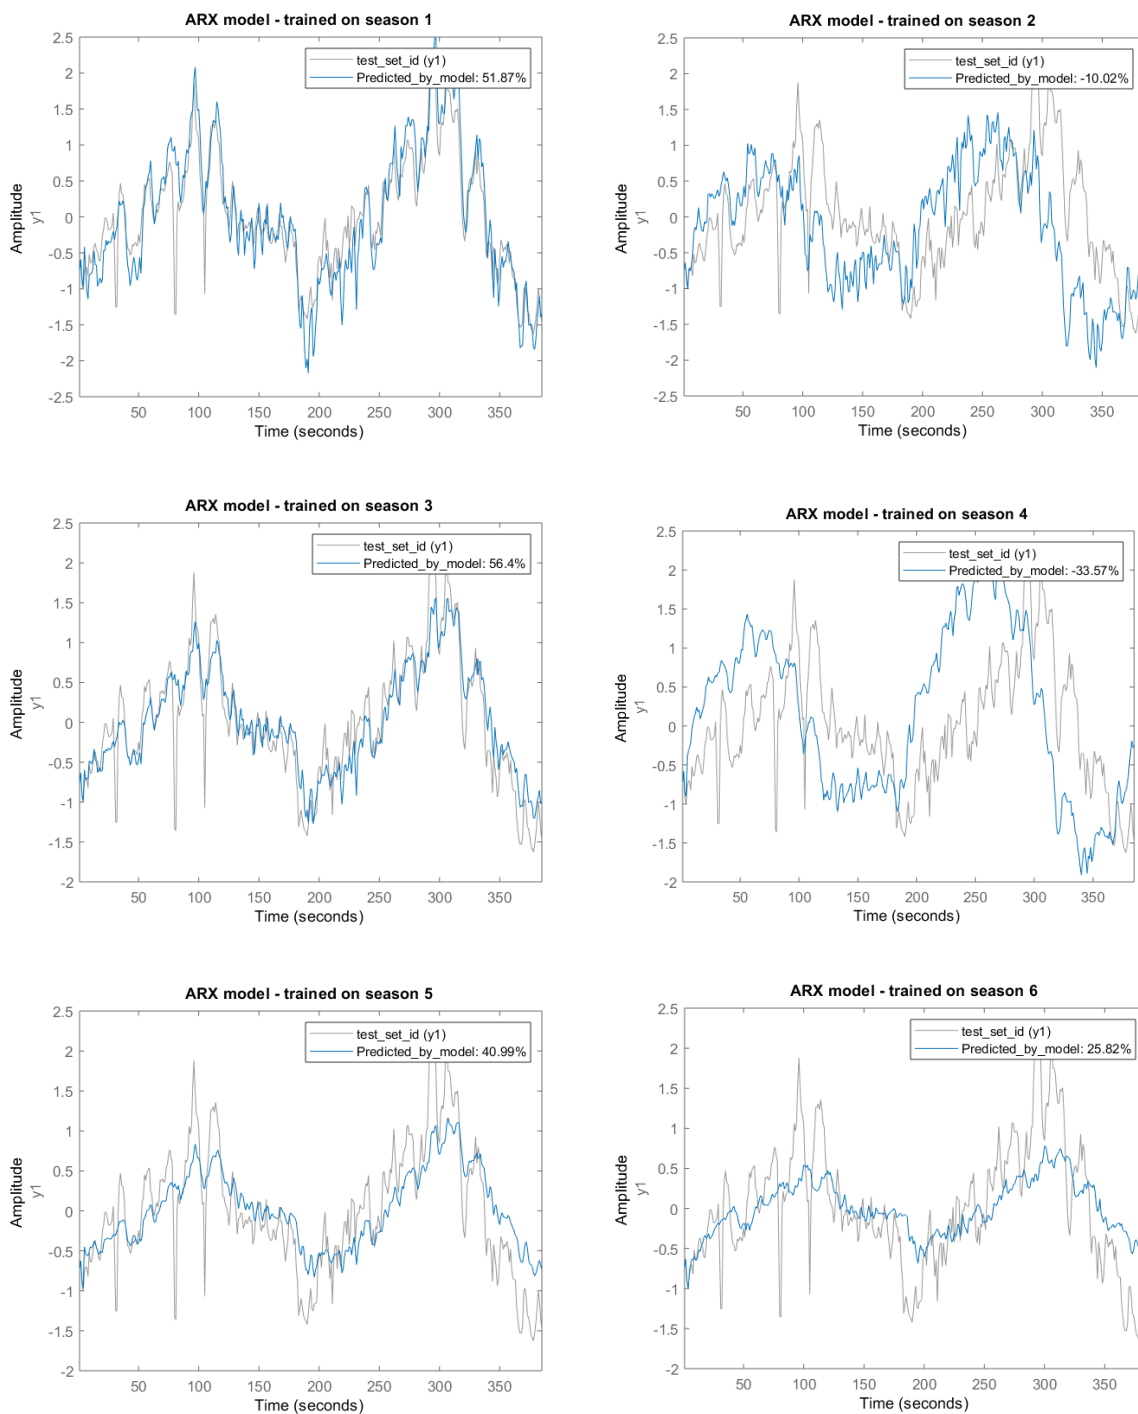 ARX model - trained on season 1
2.5
2
1.5
1
0.5
0
-0.5
-1
-1.5
-2
-2.5
Amplitude
y1
test_set_id (y1)
Predicted_by_model: 51.87%
50 100 150 200 250 300 350
Time (seconds)
ARX model - trained on season 2
2.5
2
1.5
1
0.5
0
-0.5
-1
-1.5
-2
-2.5
Amplitude
y1
test_set_id (y1)
Predicted_by_model: -10.02%
50 100 150 200 250 300 350
Time (seconds)
ARX model - trained on season 3
2.5
2
1.5
1
0.5
0
-0.5
-1
-1.5
-2
Amplitude
y1
test_set_id (y1)
Predicted_by_model: 56.4%
50 100 150 200 250 300 350
Time (seconds)
ARX model - trained on season 4
2.5
2
1.5
1
0.5
0
-0.5
-1
-1.5
-2
Amplitude
y1
test_set_id (y1)
Predicted_by_model: -33.57%
50 100 150 200 250 300 350
Time (seconds)
ARX model - trained on season 5
2.5
2
1.5
1
0.5
0
-0.5
-1
-1.5
-2
Amplitude
y1
test_set_id (y1)
Predicted_by_model: 40.99%
50 100 150 200 250 300 350
Time (seconds)
ARX model - trained on season 6
2.5
2
1.5
1
0.5
0
-0.5
-1
-1.5
-2
Amplitude
y1
test_set_id (y1)
Predicted_by_model: 25.82%
50 100 150 200 250 300 350
Time (seconds)